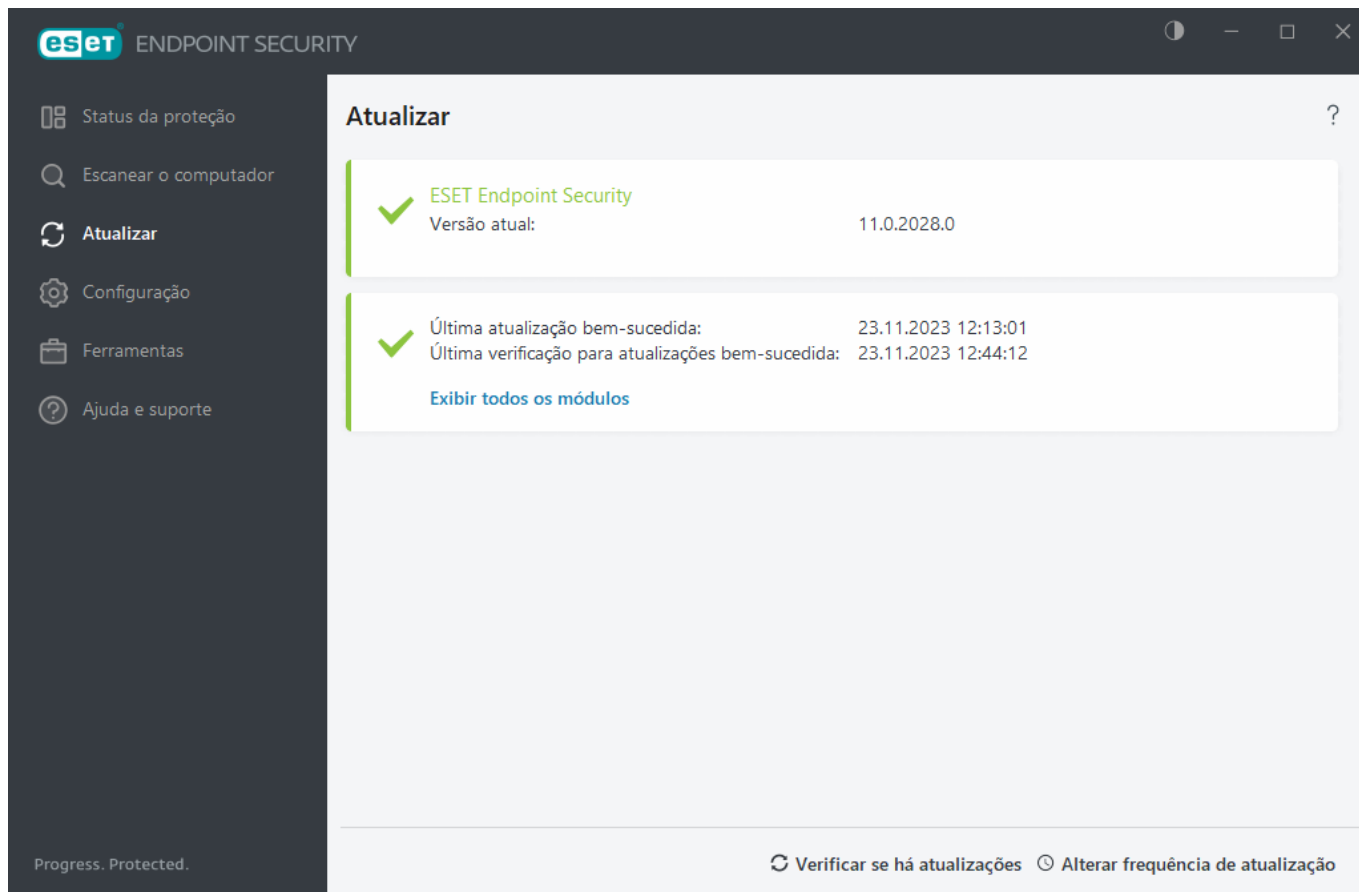 eset ENDPOINT SECURITY
Status da proteção
Escanear o computador
Atualizar
Configuração
Ferramentas
Ajuda e suporte
Progress. Protected.
Atualizar
?
ESET Endpoint Security
Versão atual: 11.0.2028.0
Última atualização bem-sucedida: 23.11.2023 12:13:01
Última verificação para atualizações bem-sucedida: 23.11.2023 12:44:12
Exibir todos os módulos
Verificar se há atualizações Alterar frequência de atualização